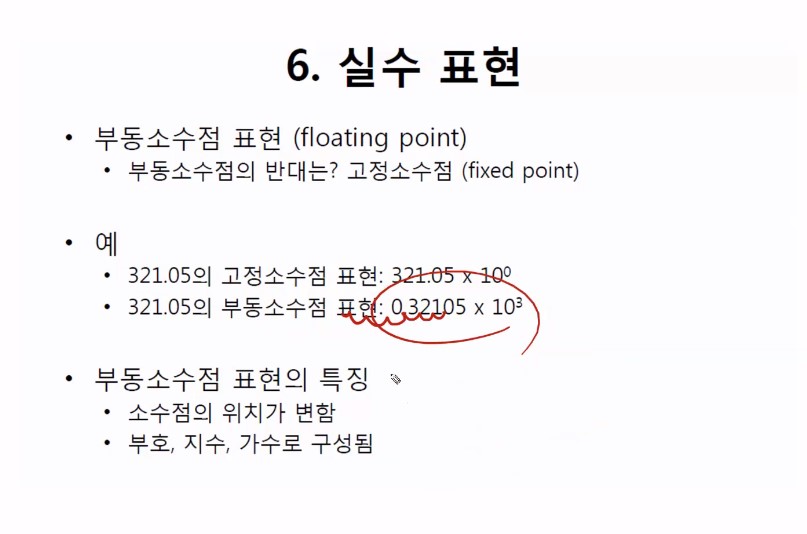 6. 실수 표현
• 부동소수점 표현 (floating point)
• 부동소수점의 반대는? 고정소수점 (fixed point)
• 예
• 321.05의 고정소수점 표현: 321.05 x 10⁰
• 321.05의 부동소수점 표현: 0.32105 x 10³
• 부동소수점 표현의 특징
• 소수점의 위치가 변함
• 부호, 지수, 가수로 구성됨